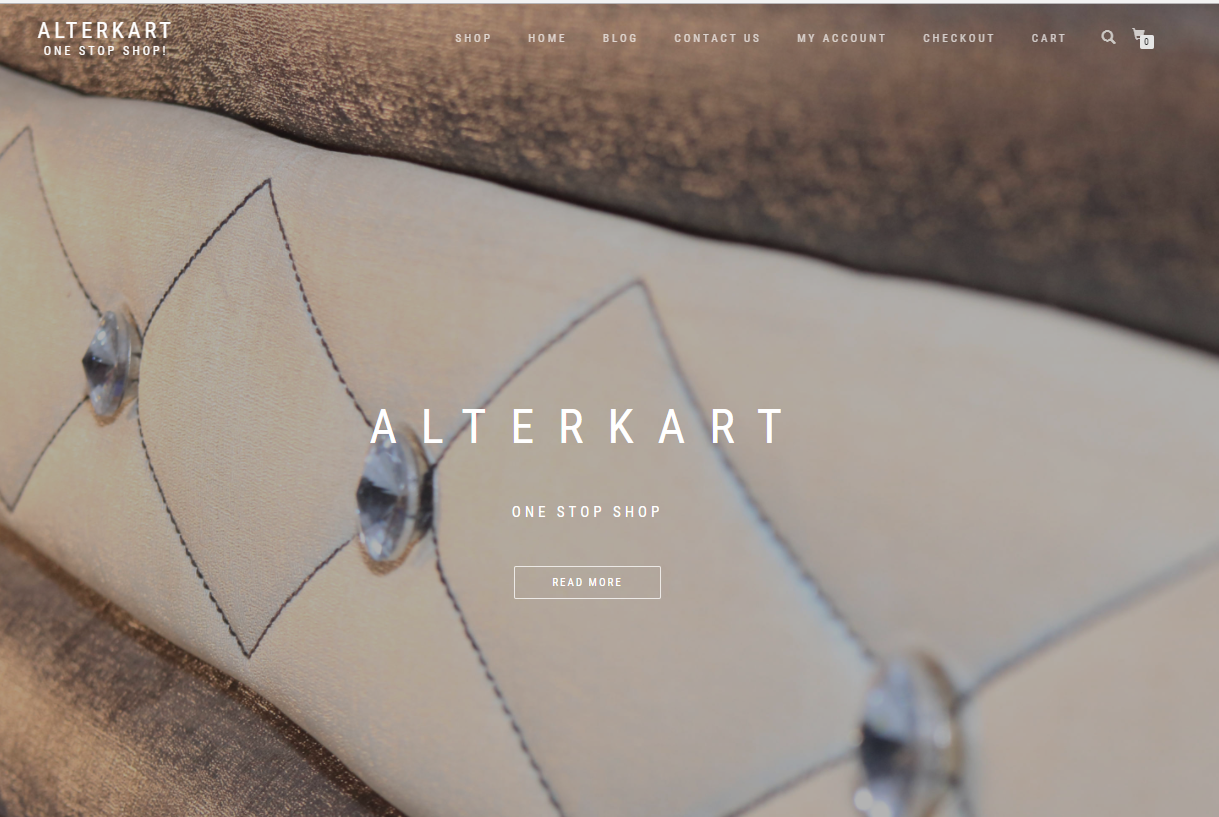 ALTERKART
ONE STOP SHOP!
SHOP HOME BLOG CONTACT US MY ACCOUNT CHECKOUT CART 0
ALTERKART
ONE STOP SHOP
READ MORE